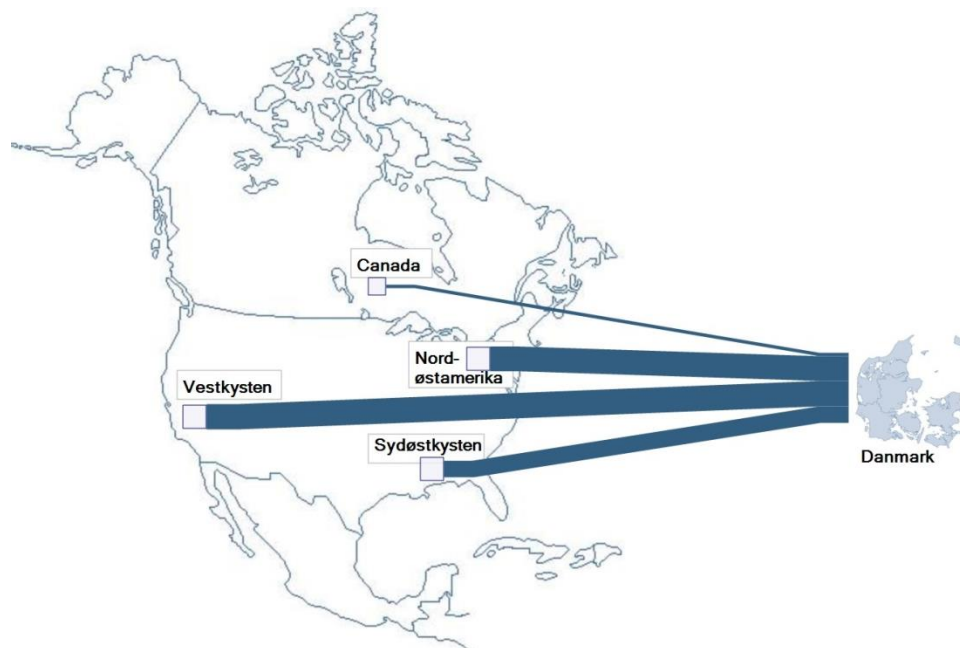 Canada
Nord-
østamerika
Vestkysten
Sydøstkysten
Danmark